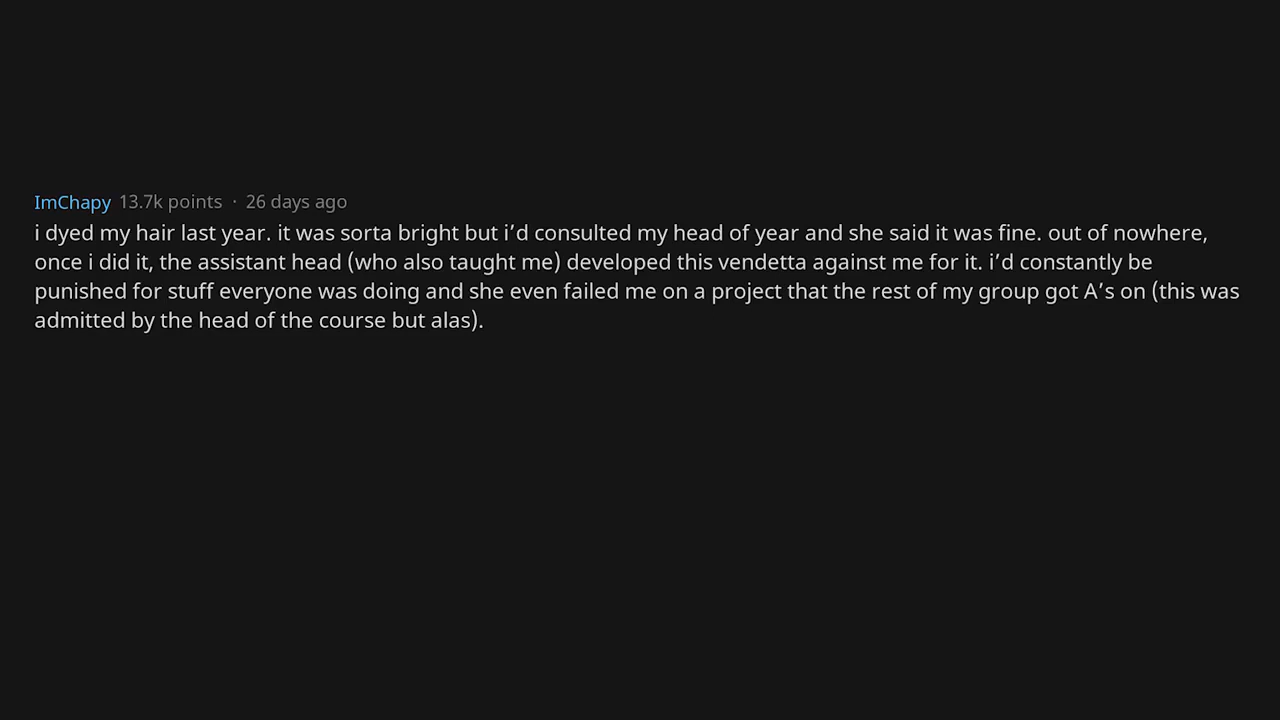 ImChapy 13.7k points · 26 days ago
i dyed my hair last year. it was sorta bright but i’d consulted my head of year and she said it was fine. out of nowhere,
once i did it, the assistant head (who also taught me) developed this vendetta against me for it. i’d constantly be
punished for stuff everyone was doing and she even failed me on a project that the rest of my group got A’s on (this was
admitted by the head of the course but alas).